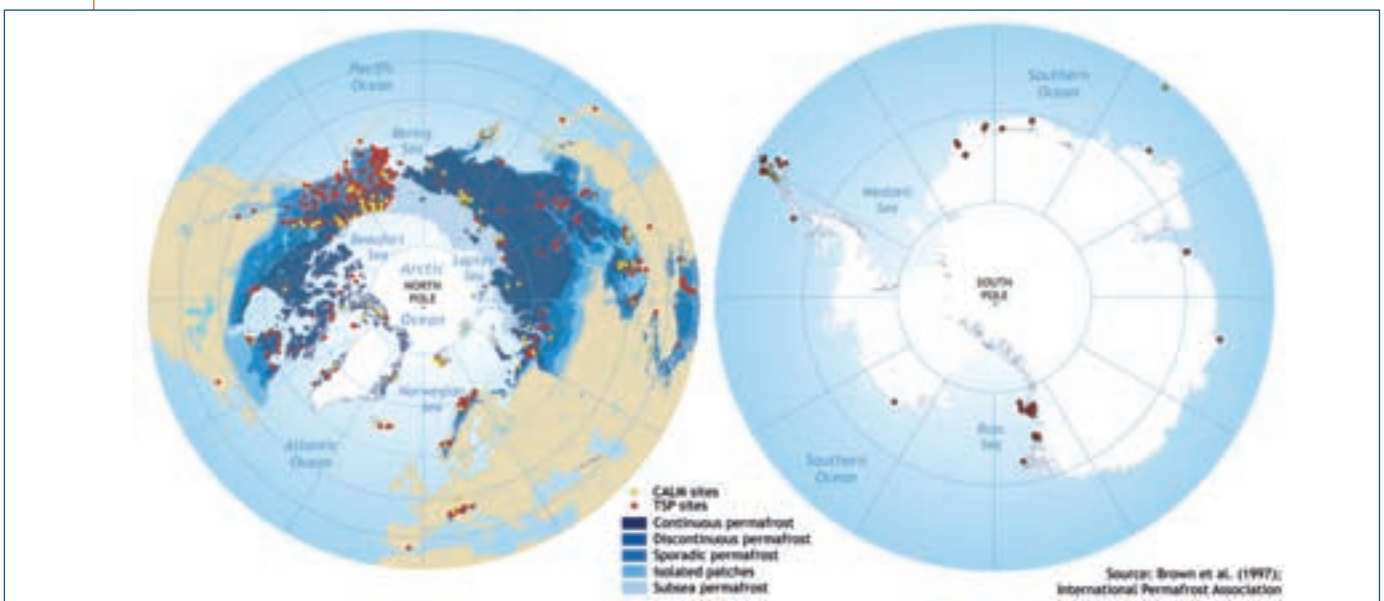 Pacific
Ocean
Bering
Sea
Beaufort
Sea
Laptev
Sea
Arctic
NORTH
POLE
Ocean
Norwegian
Sea
Atlantic
Ocean
Southern
Ocean
Weddell
Sea
SOUTH
POLE
Ross
Sea
Southern
Ocean
CALM sites
TSP sites
Continuous permafrost
Discontinuous permafrost
Sporadic permafrost
Isolated patches
Subsea permafrost
Source: Brown et al. (1997);
International Permafrost Association